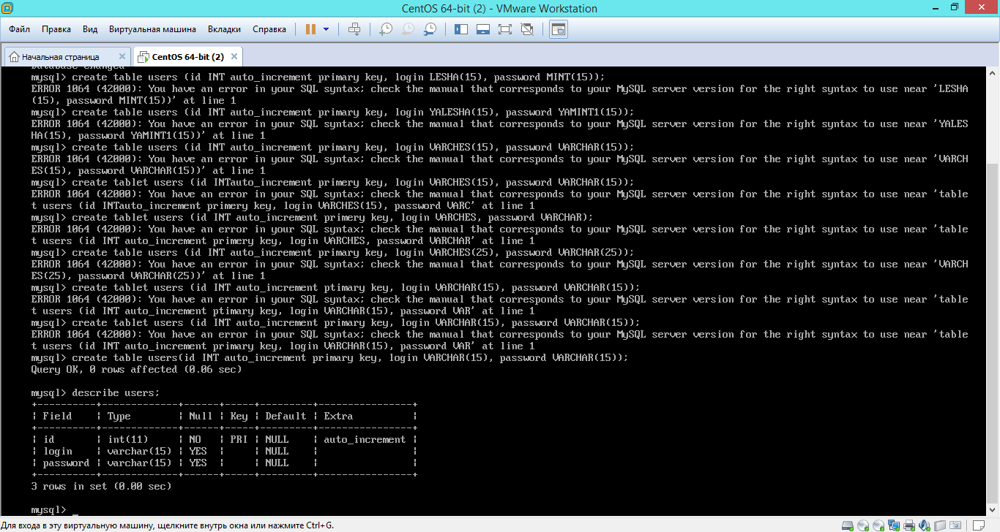 CentOS 64-bit (2) - VMware Workstation
Файл Правка Вид Виртуальная машина Вкладки Справка
Начальная страница CentOS 64-bit (2)
Database changed
mysql> create table users (id INT auto_increment primary key, login LESHA(15), password MINT(15));
ERROR 1064 (42000): You have an error in your SQL syntax; check the manual that corresponds to your MySQL server version for the right syntax to use near 'LESHA
(15), password MINT(15))' at line 1
mysql> create table users (id INT auto_increment primary key, login YALESHA(15), password YAMINT1(15));
ERROR 1064 (42000): You have an error in your SQL syntax; check the manual that corresponds to your MySQL server version for the right syntax to use near 'YALES
HA(15), password YAMINT1(15))' at line 1
mysql> create table users (id INT auto_increment primary key, login VARCHES(15), password VARCHAR(15));
ERROR 1064 (42000): You have an error in your SQL syntax; check the manual that corresponds to your MySQL server version for the right syntax to use near 'VARCH
ES(15), password VARCHAR(15))' at line 1
mysql> create tablet users (id INTauto_increment primery key, login VARCHES(15), password VARCHAR(15));
ERROR 1064 (42000): You have an error in your SQL syntax; check the manual that corresponds to your MySQL server version for the right syntax to use near 'table
t users (id INTauto_increment primery key, login VARCHES(15), password VARC' at line 1
mysql> create tablet users (id INT auto_increment primery key, login VARCHES, password VARCHAR);
ERROR 1064 (42000): You have an error in your SQL syntax; check the manual that corresponds to your MySQL server version for the right syntax to use near 'table
t users (id INT auto_increment primery key, login VARCHES, password VARCHAR' at line 1
mysql> create table users (id INT auto_increment primary key, login VARCHES(25), password VARCHAR(25));
ERROR 1064 (42000): You have an error in your SQL syntax; check the manual that corresponds to your MySQL server version for the right syntax to use near 'VARCH
ES(25), password VARCHAR(25))' at line 1
mysql> create tablet users (id INT auto_increment ptimary key, login VARCHAR(15), password VARCHAR(15));
ERROR 1064 (42000): You have an error in your SQL syntax; check the manual that corresponds to your MySQL server version for the right syntax to use near 'table
t users (id INT auto_increment ptimary key, login VARCHAR(15), password VAR' at line 1
mysql> create tablet users (id INT auto_increment primary key, login VARCHAR(15), password VARCHAR(15));
ERROR 1064 (42000): You have an error in your SQL syntax; check the manual that corresponds to your MySQL server version for the right syntax to use near 'table
t users (id INT auto_increment primary key, login VARCHAR(15), password VAR' at line 1
mysql> create table users(id INT auto_increment primary key, login VARCHAR(15), password VARCHAR(15));
Query OK, 0 rows affected (0.06 sec)
mysql> describe users;
+----------+-------------+------+-----+---------+----------------+
| Field | Type | Null | Key | Default | Extra |
+----------+-------------+------+-----+---------+----------------+
| id | int(11) | NO | PRI | NULL | auto_increment |
| login | varchar(15) | YES | | NULL | |
| password | varchar(15) | YES | | NULL | |
+----------+-------------+------+-----+---------+----------------+
3 rows in set (0.00 sec)
mysql> _
Для входа в эту виртуальную машину, щелкните внутрь окна или нажмите Ctrl+G.